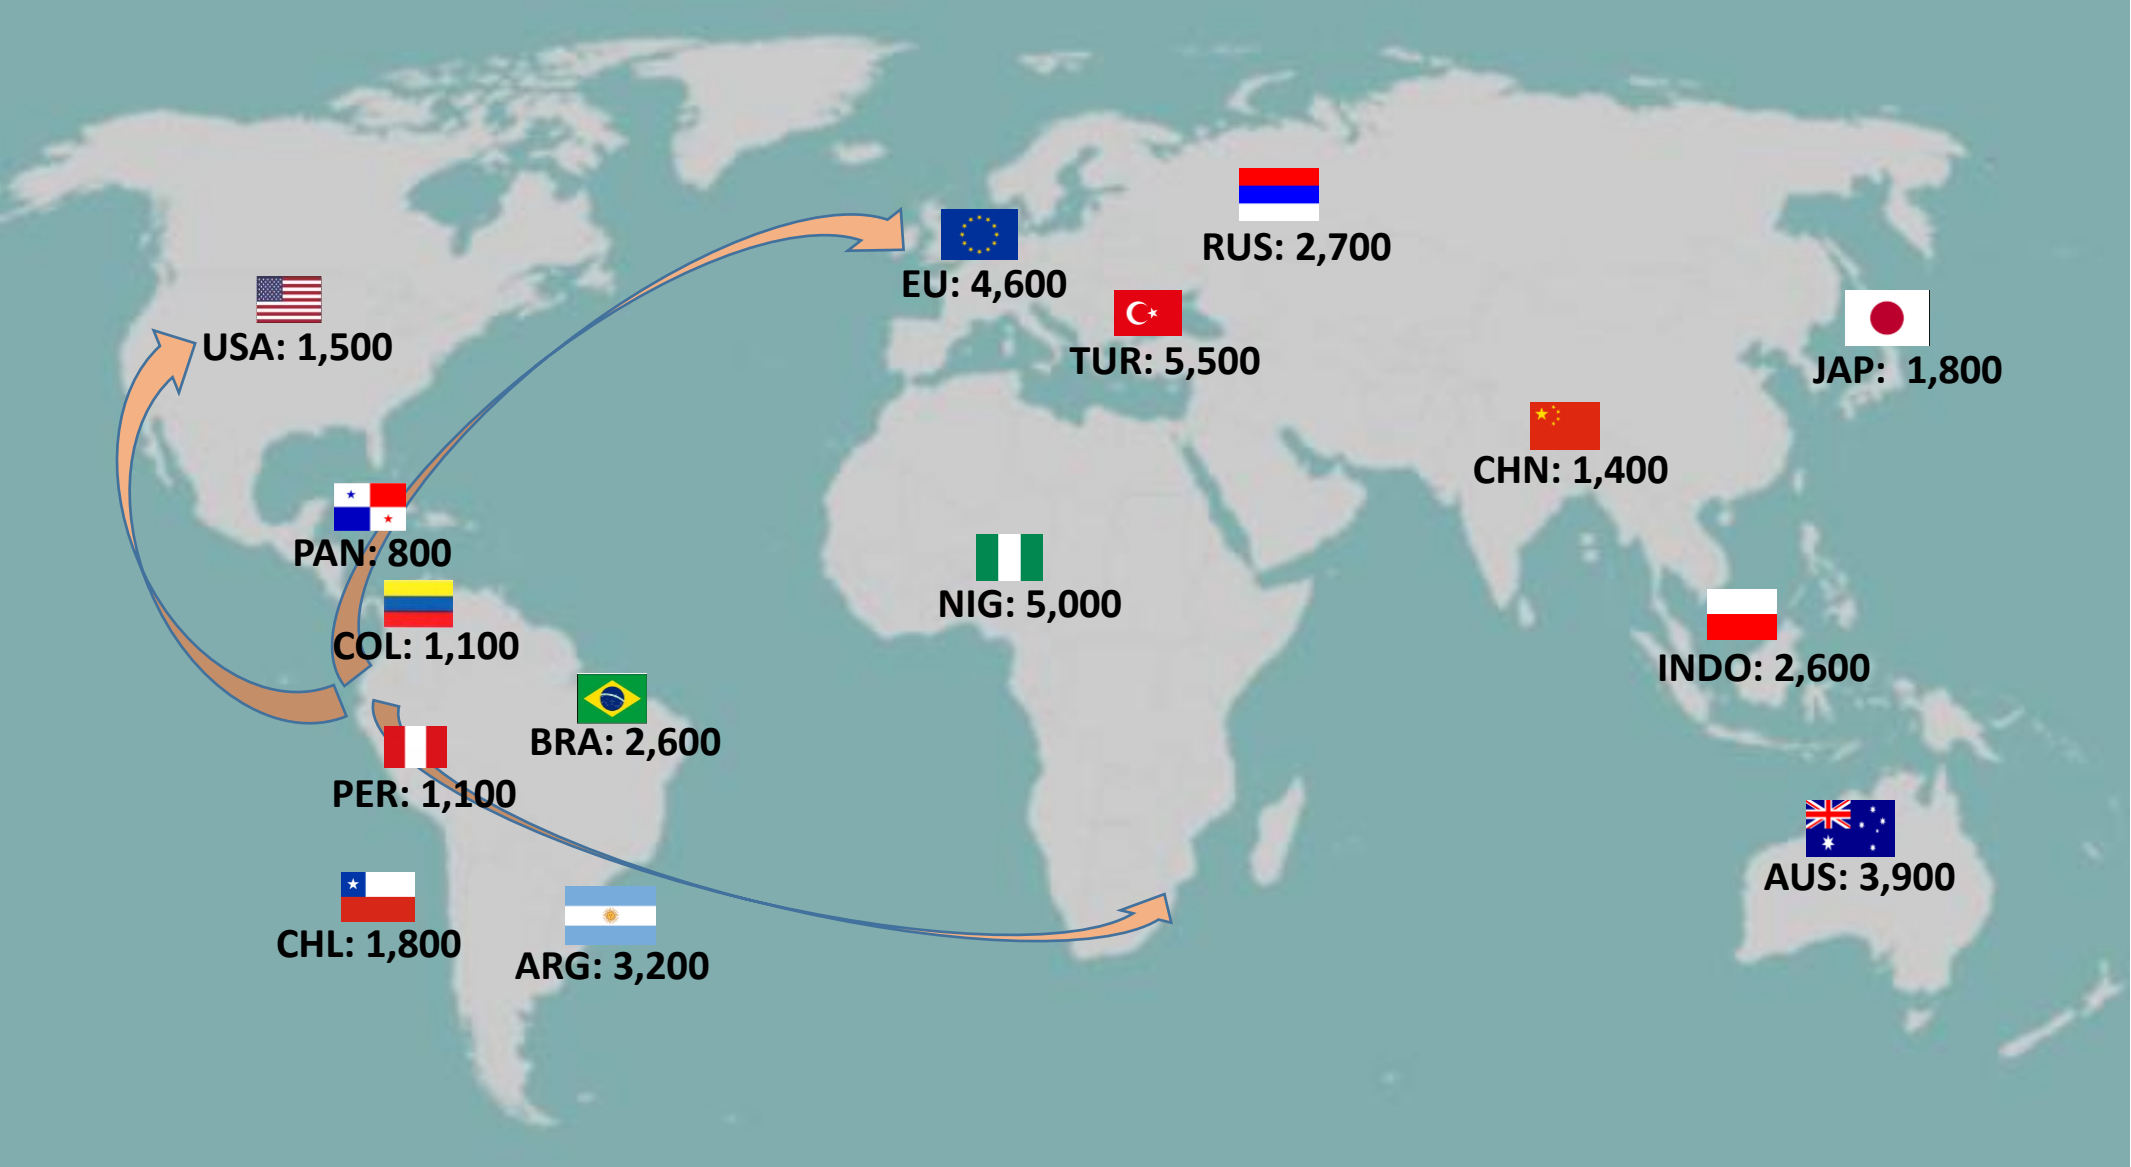 RUS: 2,700
EU: 4,600
USA: 1,500
TUR: 5,500
JAP:  1,800
CHN: 1,400
PAN: 800
NIG: 5,000
COL: 1,100
INDO: 2,600
BRA: 2,600
PER: 1,100
AUS: 3,900
CHL: 1,800
ARG: 3,200